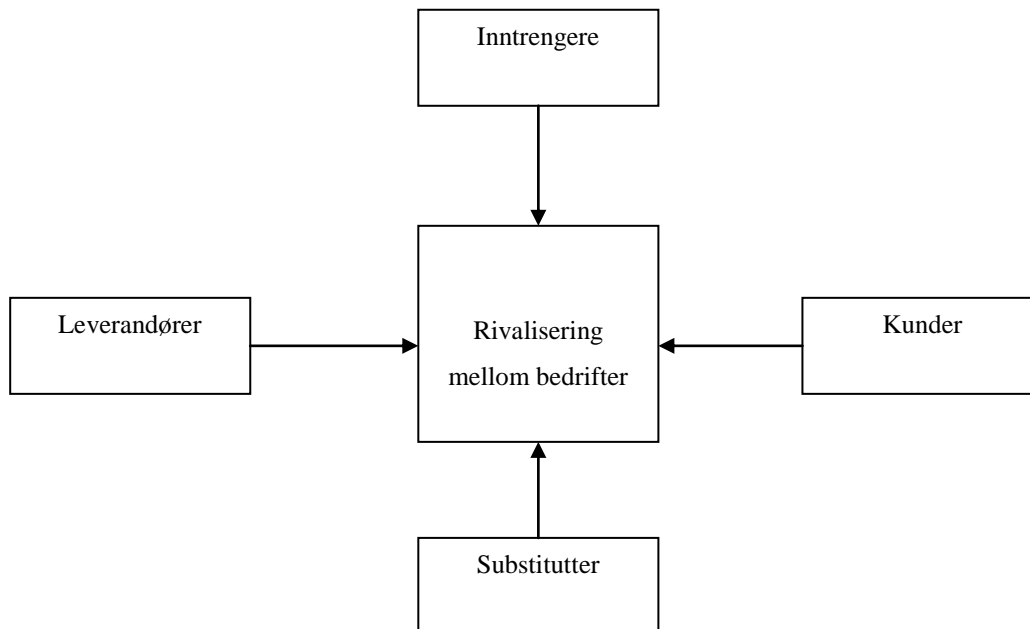 Inntrengere
Leverandører
Rivalisering
mellom bedrifter
Kunder
Substitutter